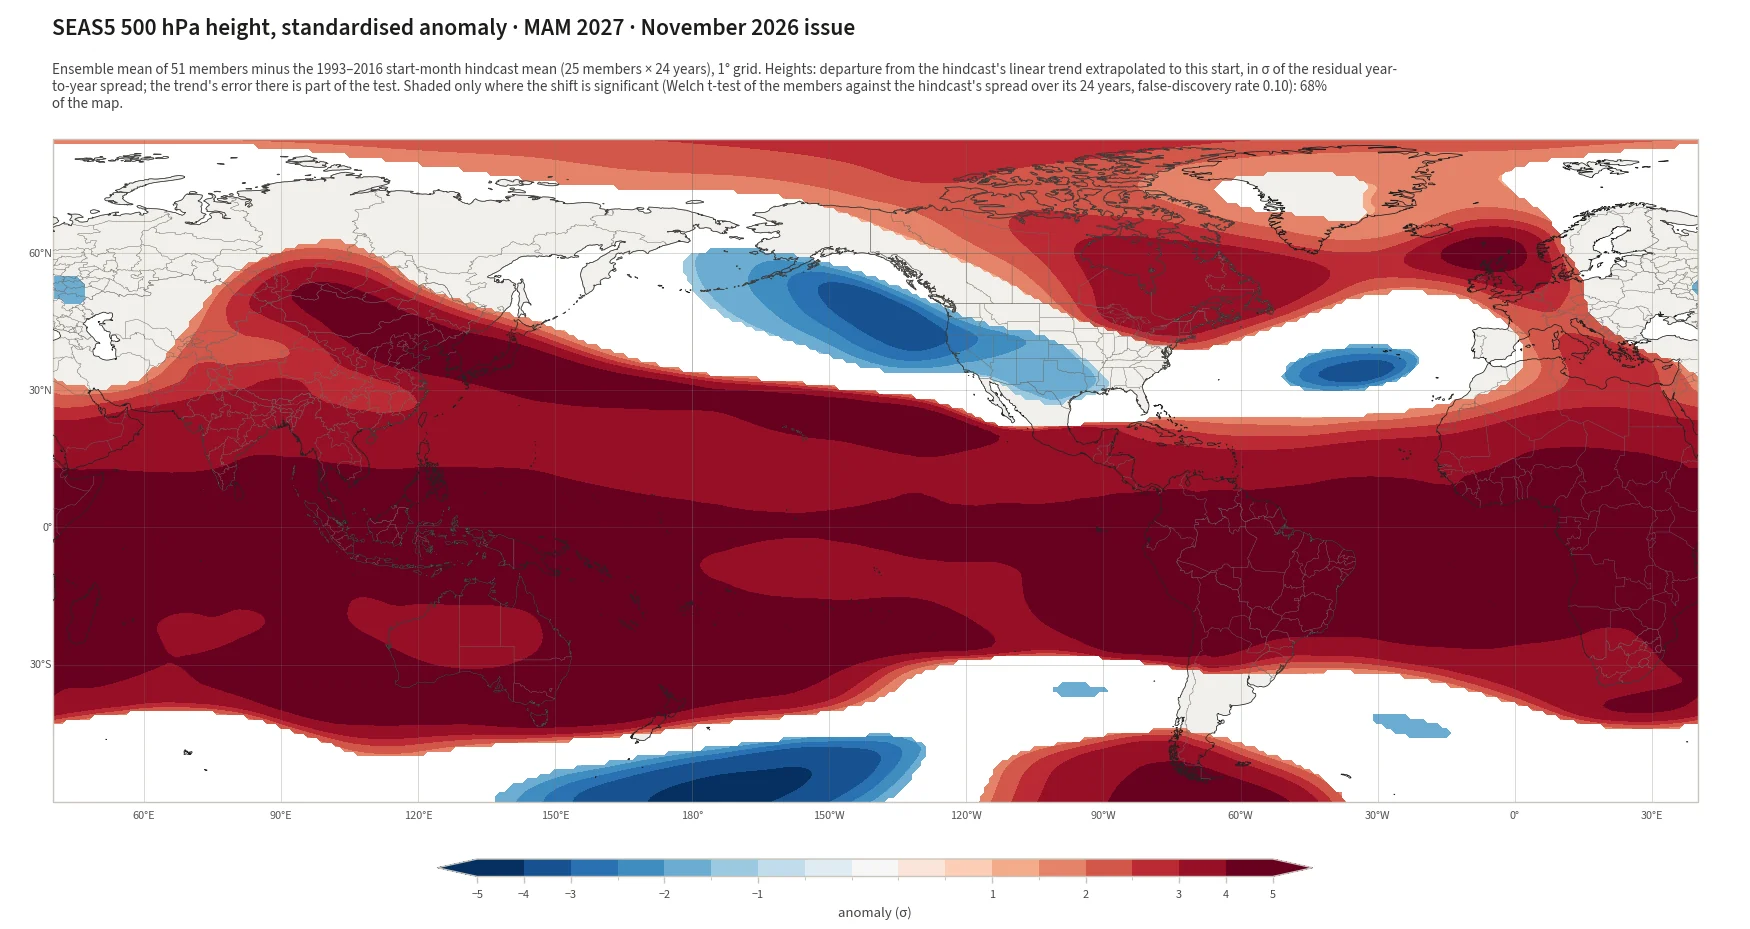 SEAS5 500 hPa height, standardised anomaly · MAM 2027 · November 2026 issue
Ensemble mean of 51 members minus the 1993–2016 start-month hindcast mean (25 members × 24 years), 1° grid. Heights: departure from the hindcast's linear trend extrapolated to this start, in σ of the residual year-
to-year spread; the trend's error there is part of the test. Shaded only where the shift is significant (Welch t-test of the members against the hindcast's spread over its 24 years, false-discovery rate 0.10): 68%
of the map.
60°N
30°N
0°
30°S
60°E 90°E 120°E 150°E 180° 150°W 120°W 90°W 60°W 30°W 0° 30°E
−5 −4 −3 −2 −1 1 2 3 4 5
anomaly (σ)